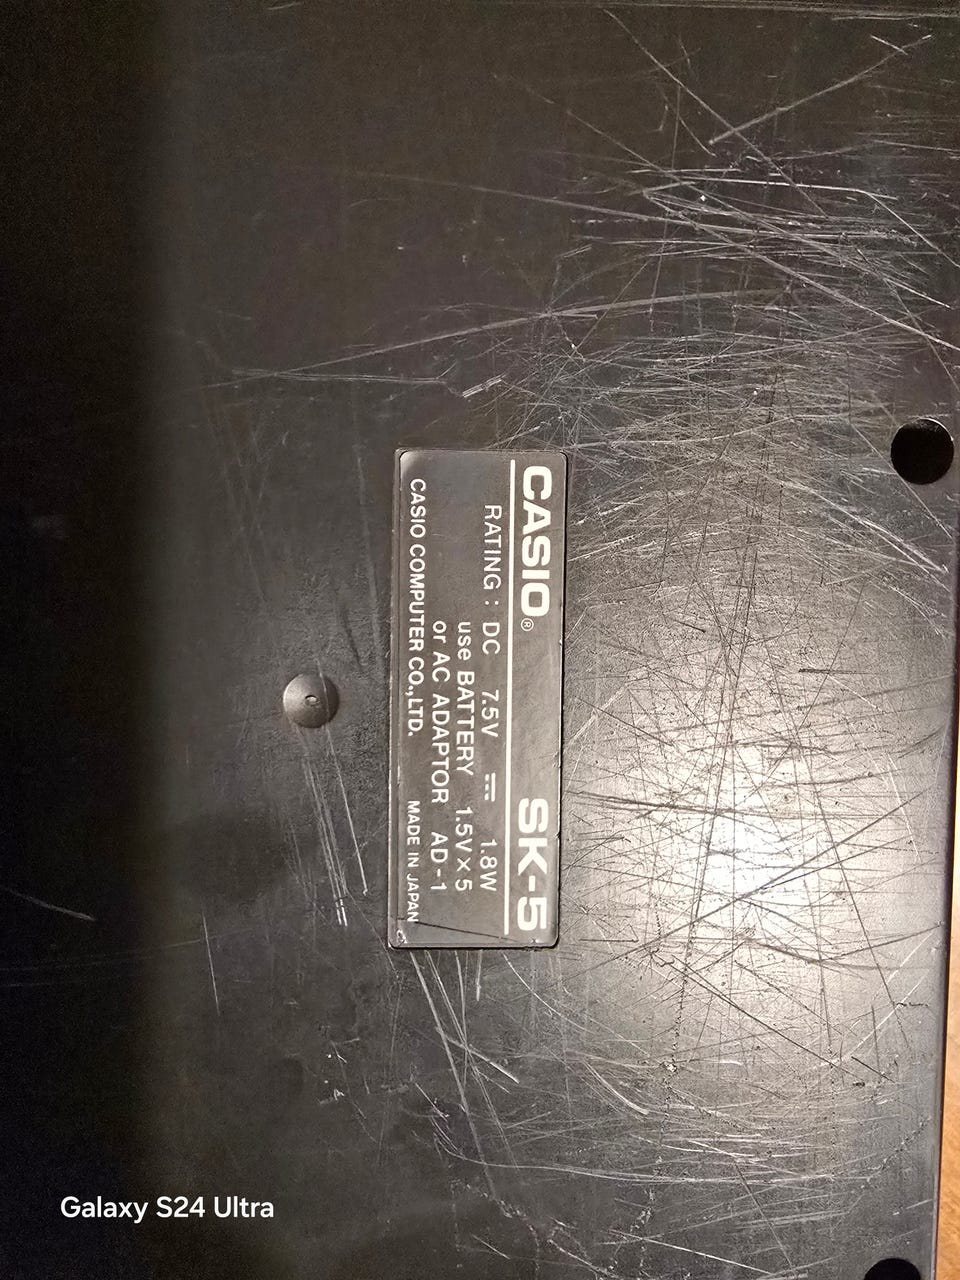 CASIO® SK-5
RATING : DC 7.5V ⎓ 1.8W
use BATTERY 1.5V x 5
or AC ADAPTOR AD-1
CASIO COMPUTER CO.,LTD. MADE IN JAPAN
Galaxy S24 Ultra